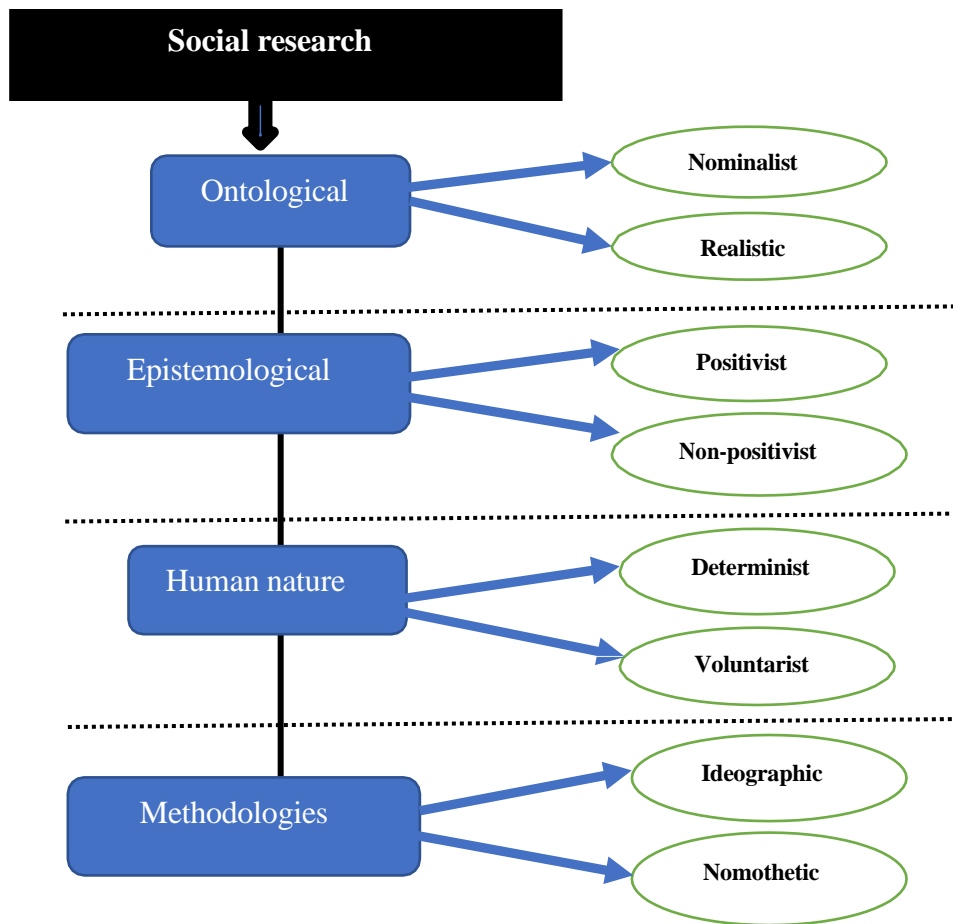 Social research
Ontological
Nominalist
Realistic
Epistemological
Positivist
Non-positivist
Human nature
Determinist
Voluntarist
Methodologies
Ideographic
Nomothetic